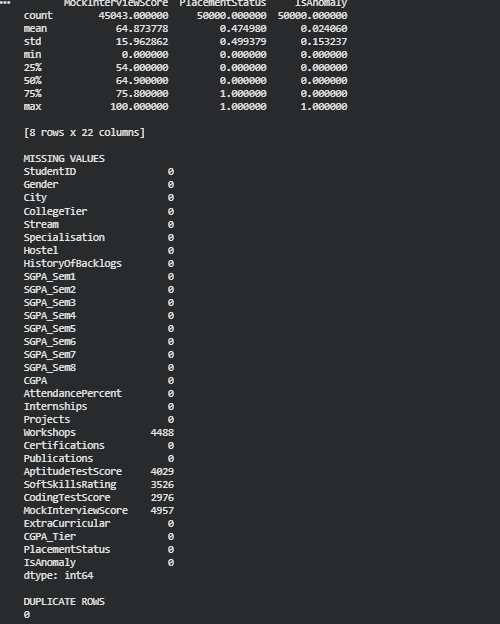 ... MockInterviewScore PlacementStatus IsAnomaly
count 45043.000000 50000.000000 50000.000000
mean 64.873778 0.474980 0.024060
std 15.962862 0.499379 0.153237
min 0.000000 0.000000 0.000000
25% 54.000000 0.000000 0.000000
50% 64.900000 0.000000 0.000000
75% 75.800000 1.000000 0.000000
max 100.000000 1.000000 1.000000
[8 rows x 22 columns]
MISSING VALUES
StudentID 0
Gender 0
City 0
CollegeTier 0
Stream 0
Specialisation 0
Hostel 0
HistoryOfBacklogs 0
SGPA_Sem1 0
SGPA_Sem2 0
SGPA_Sem3 0
SGPA_Sem4 0
SGPA_Sem5 0
SGPA_Sem6 0
SGPA_Sem7 0
SGPA_Sem8 0
CGPA 0
AttendancePercent 0
Internships 0
Projects 0
Workshops 4488
Certifications 0
Publications 0
AptitudeTestScore 4029
SoftSkillsRating 3526
CodingTestScore 2976
MockInterviewScore 4957
ExtraCurricular 0
CGPA_Tier 0
PlacementStatus 0
IsAnomaly 0
dtype: int64
DUPLICATE ROWS
0